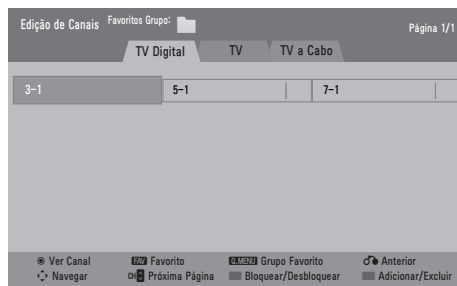 Edição de Canais Favoritos Grupo: Página 1/1
TV Digital TV TV a Cabo
3-1 5-1 7-1
Ver Canal FAV Favorito Q.MENU Grupo Favorito Anterior
Navegar CH Próxima Página Bloquear/Desbloquear Adicionar/Excluir